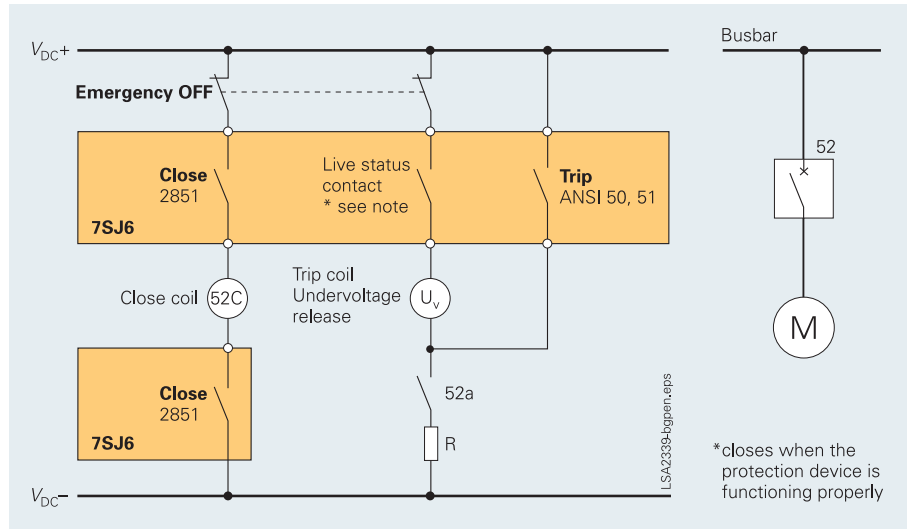 V_DC+
Busbar
Emergency OFF
Close
2851
Live status
contact
* see note
Trip
ANSI 50, 51
52
7SJ6
Close coil
52C
Trip coil
Undervoltage
release
U_v
M
Close
2851
7SJ6
52a
R
LSA2339-bgpen.eps
*closes when the
protection device is
functioning properly
V_DC–